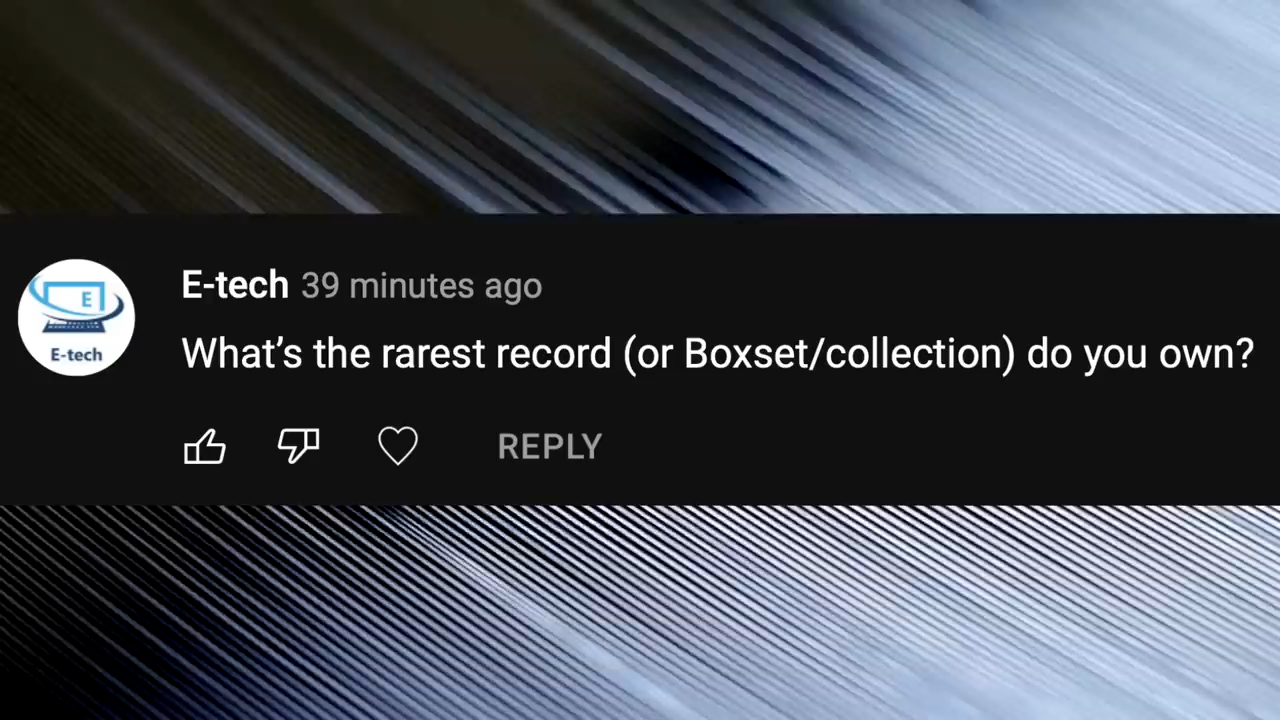 E-tech 39 minutes ago
What's the rarest record (or Boxset/collection) do you own?
E
E-tech
REPLY